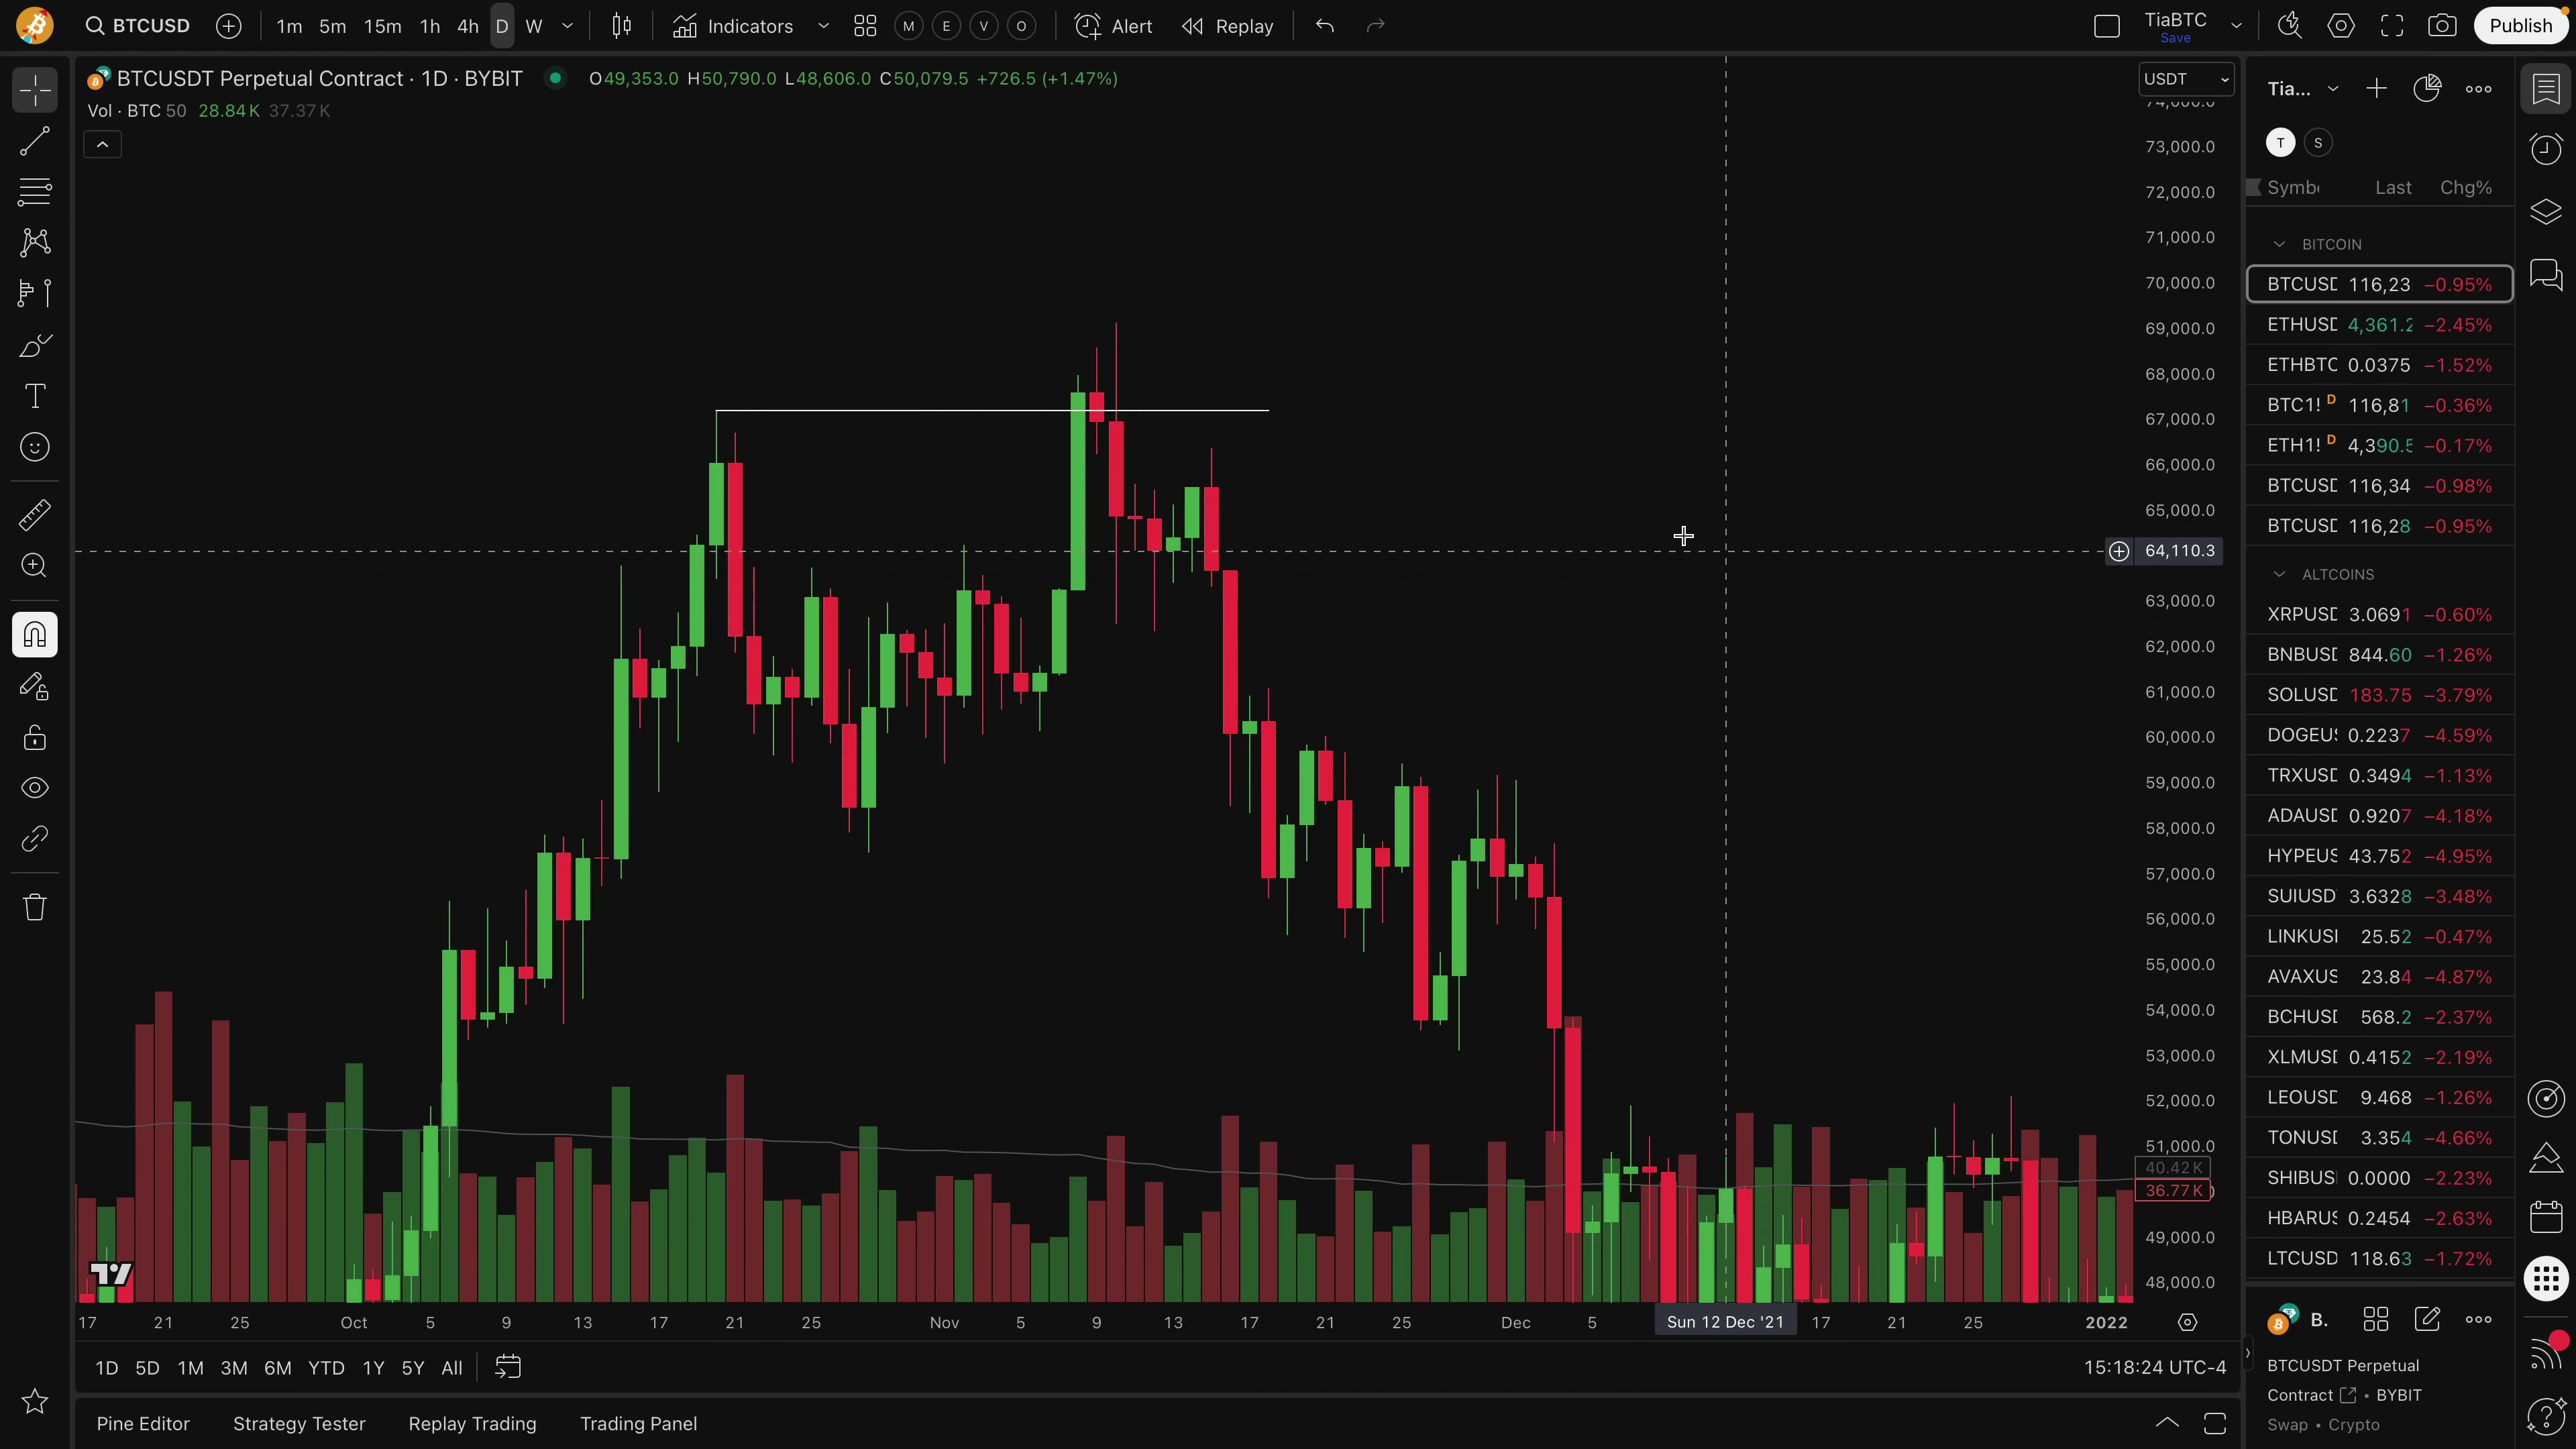 BTCUSD 1m 5m 15m 1h 4h D W Indicators M E V O Alert Replay TiaBTC Save Publish
BTCUSDT Perpetual Contract · 1D · BYBIT O49,353.0 H50,790.0 L48,606.0 C50,079.5 +726.5 (+1.47%)
Vol · BTC 50 28.84K 37.37K
USDT
73,000.0
72,000.0
71,000.0
70,000.0
69,000.0
68,000.0
67,000.0
66,000.0
65,000.0
64,110.3
63,000.0
62,000.0
61,000.0
60,000.0
59,000.0
58,000.0
57,000.0
56,000.0
55,000.0
54,000.0
53,000.0
52,000.0
51,000.0
40.42K
36.77K
49,000.0
48,000.0
17 21 25 Oct 5 9 13 17 21 25 Nov 5 9 13 17 21 25 Dec 5 Sun 12 Dec '21 17 21 25 2022
1D 5D 1M 3M 6M YTD 1Y 5Y All 15:18:24 UTC-4
Pine Editor Strategy Tester Replay Trading Trading Panel
Tia...
T S
Symb Last Chg%
BITCOIN
BTCUSD 116,23 −0.95%
ETHUSD 4,361.2 −2.45%
ETHBTC 0.0375 −1.52%
BTC1! D 116,81 −0.36%
ETH1! D 4,390.5 −0.17%
BTCUSD 116,34 −0.98%
BTCUSD 116,28 −0.95%
ALTCOINS
XRPUSD 3.0691 −0.60%
BNBUSD 844.60 −1.26%
SOLUSD 183.75 −3.79%
DOGEUS 0.2237 −4.59%
TRXUSD 0.3494 −1.13%
ADAUSD 0.9207 −4.18%
HYPEUS 43.752 −4.95%
SUIUSD 3.6328 −3.48%
LINKUS 25.52 −0.47%
AVAXUS 23.84 −4.87%
BCHUSD 568.2 −2.37%
XLMUSD 0.4152 −2.19%
LEOUSD 9.468 −1.26%
TONUSD 3.354 −4.66%
SHIBUS 0.0000 −2.23%
HBARUS 0.2454 −2.63%
LTCUSD 118.63 −1.72%
B.
BTCUSDT Perpetual
Contract • BYBIT
Swap • Crypto